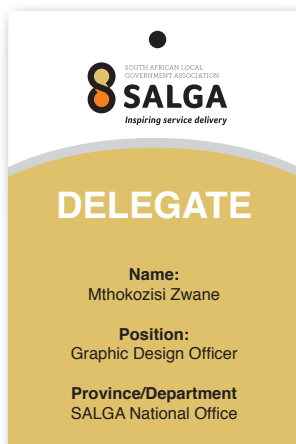 SOUTH AFRICAN LOCAL
GOVERNMENT ASSOCIATION
SALGA
Inspiring service delivery
DELEGATE
Name:
Mthokozisi Zwane
Position:
Graphic Design Officer
Province/Department
SALGA National Office